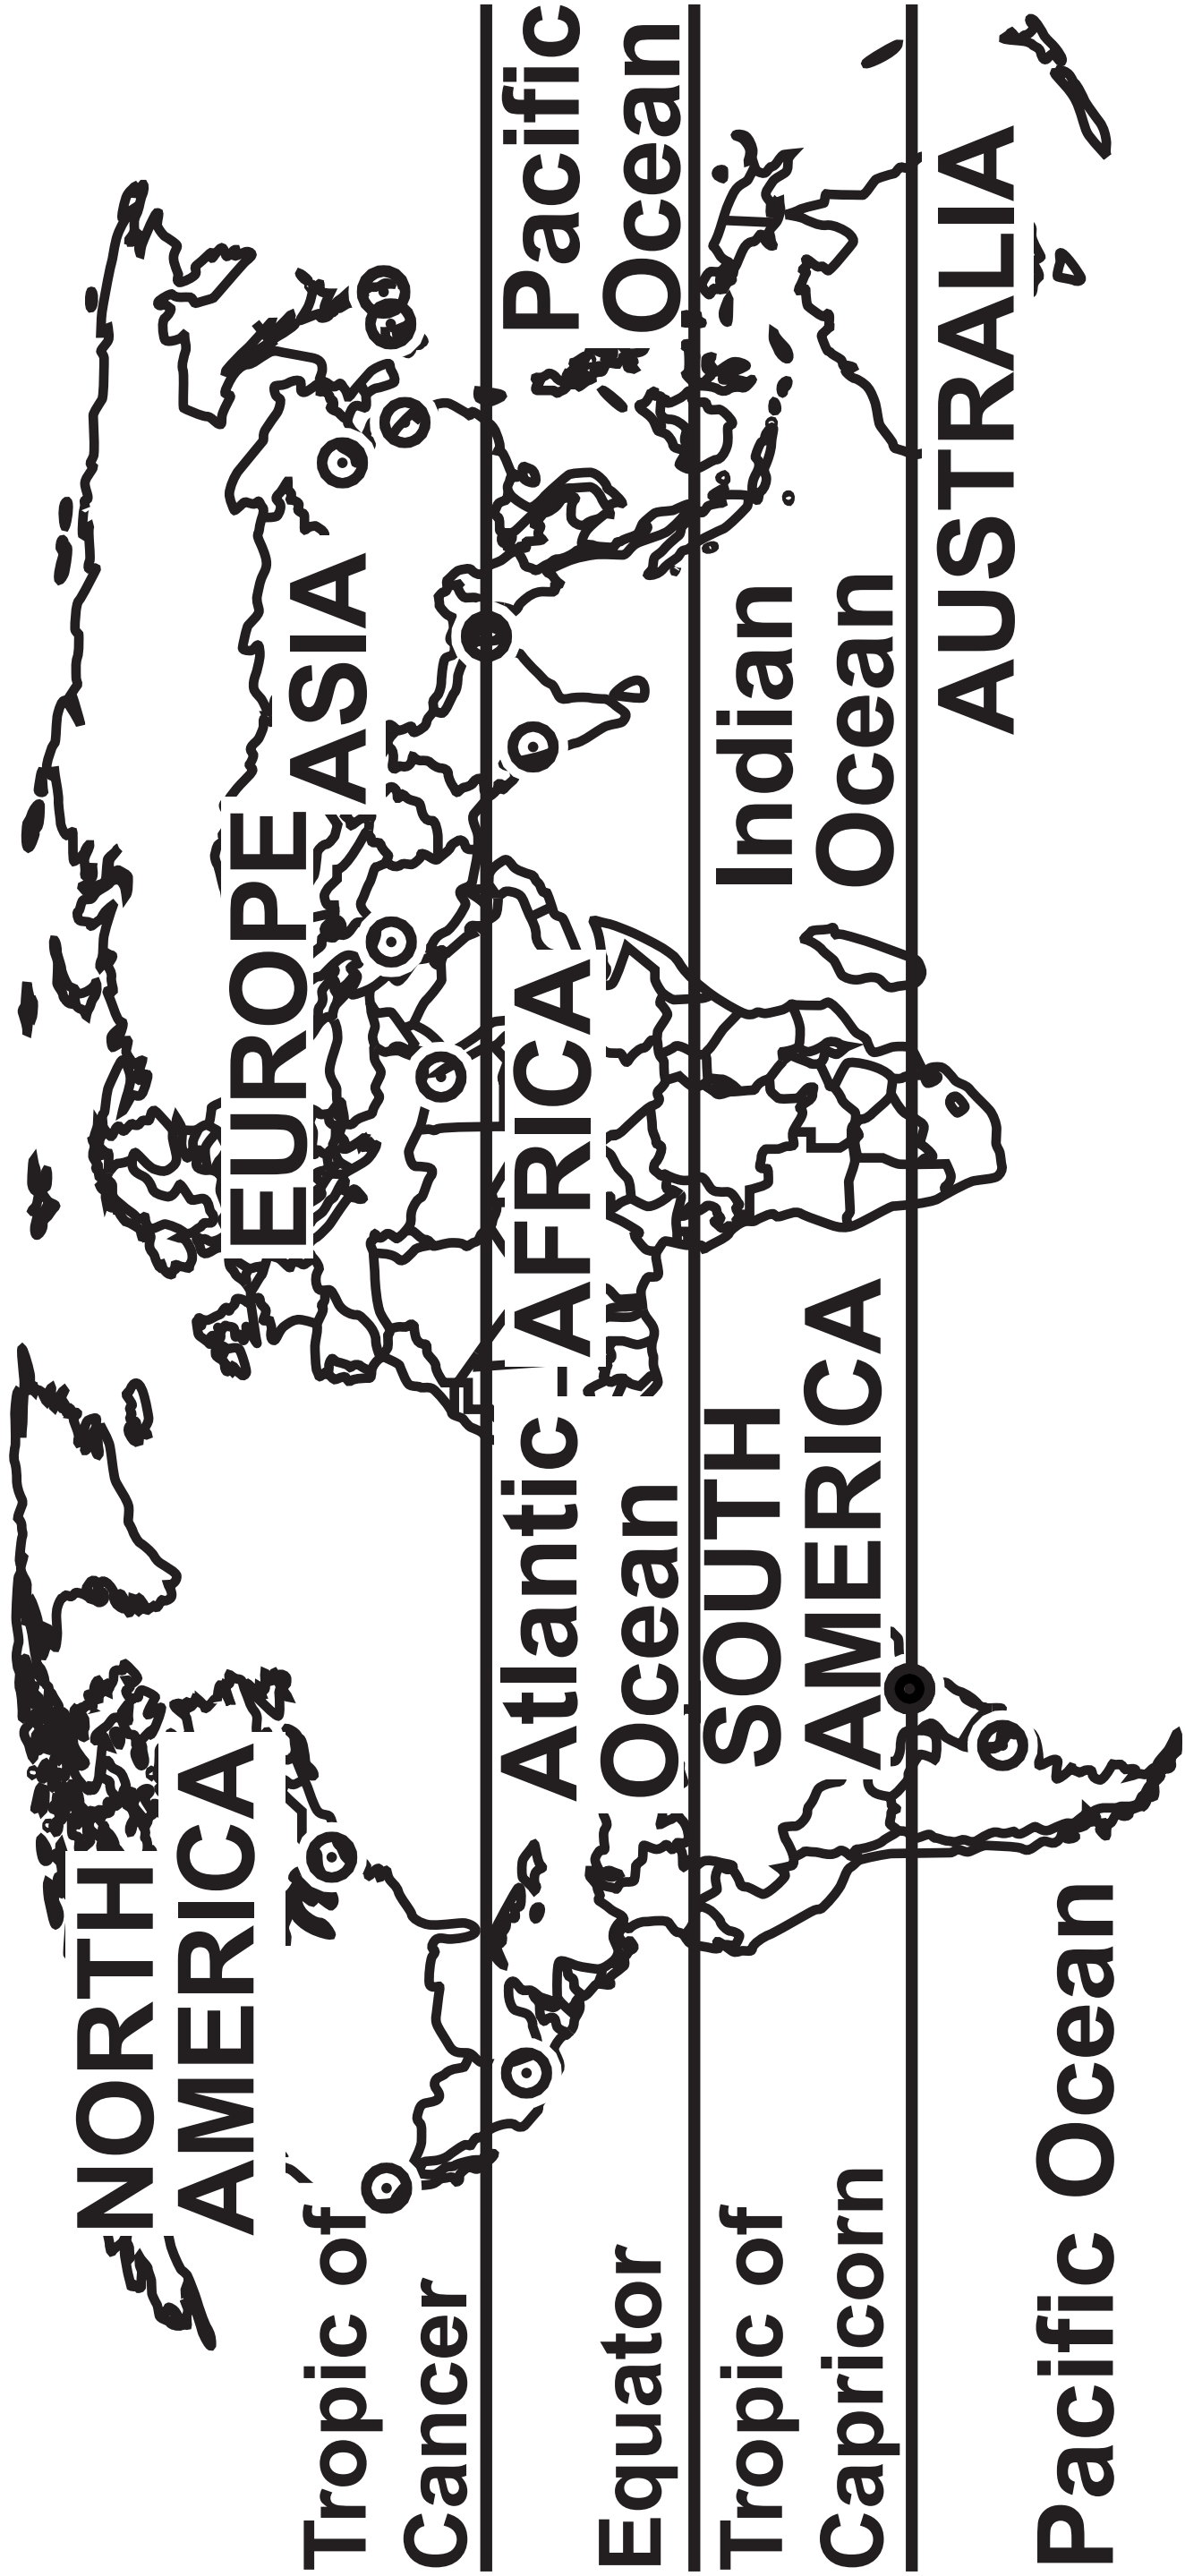 NORTH
AMERICA
EUROPE
ASIA
Tropic of
Cancer
Atlantic
Ocean
AFRICA
Pacific
Ocean
Equator
SOUTH
AMERICA
Indian
Ocean
Tropic of
Capricorn
AUSTRALIA
Pacific Ocean